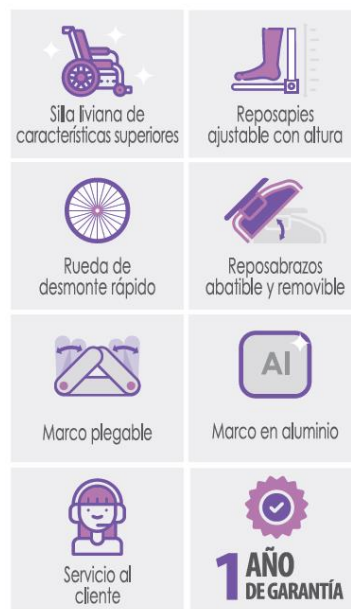 Silla liviana de
características superiores
Reposapies
ajustable con altura
Rueda de
desmonte rápido
Reposabrazos
abatible y removible
Marco plegable
Al
Marco en aluminio
Servicio al
cliente
1 AÑO
DE GARANTÍA